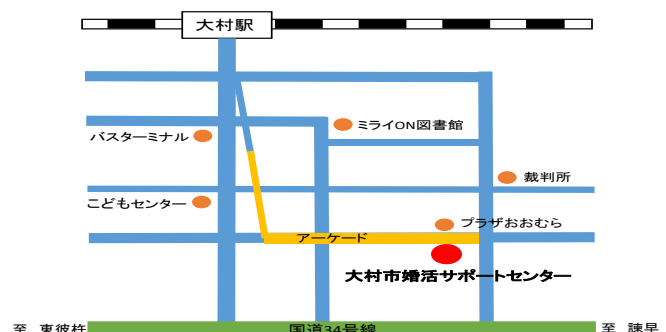 大村駅
ミライON図書館
バスターミナル
裁判所
こどもセンター
プラザおおむら
アーケード
大村市婚活サポートセンター
至 東彼杵
国道34号線
至 諫早